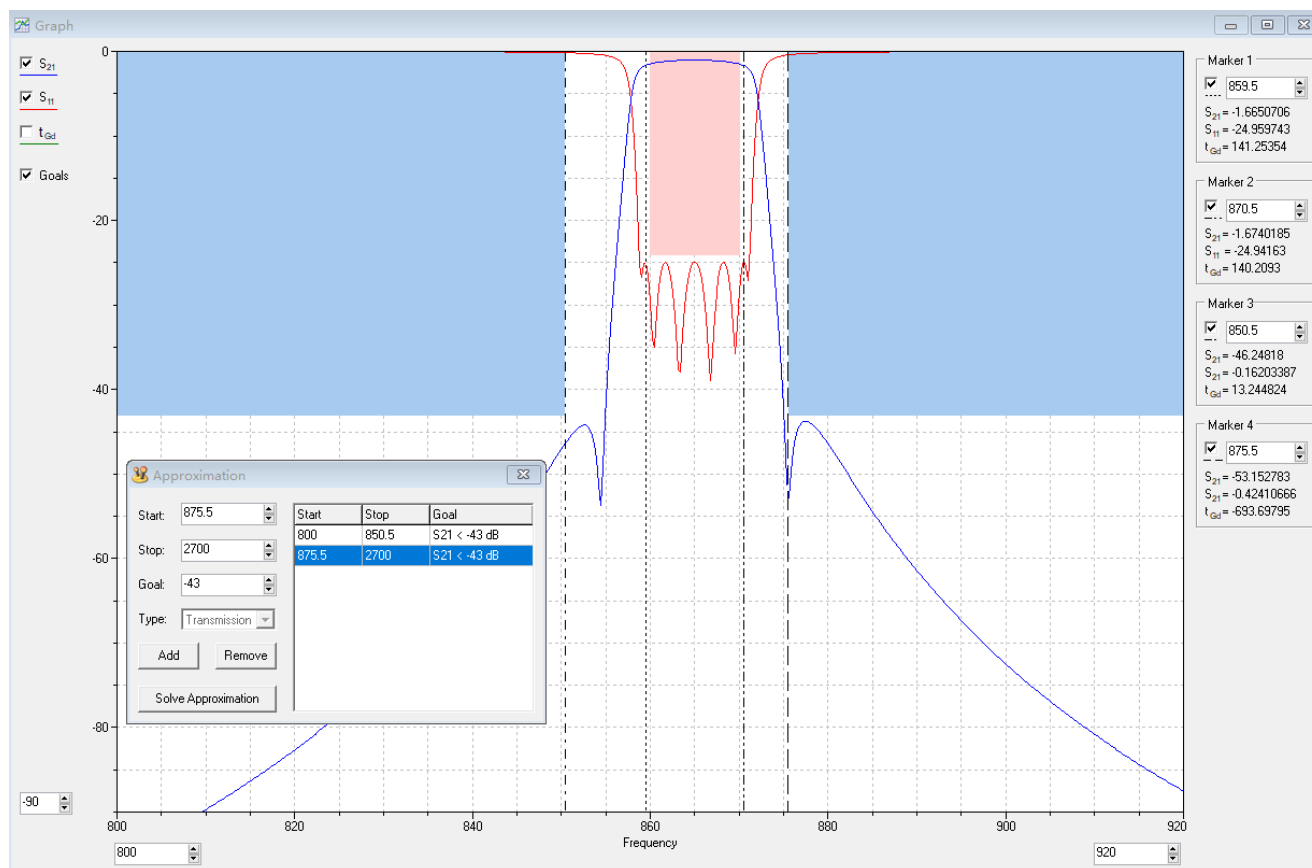 Graph
S21
S11
tGd
Goals
-90
0
-20
-40
-60
-80
800
820
840
860
880
900
920
Frequency
800
920
Approximation
Start: 875.5
Stop: 2700
Goal: -43
Type: Transmission
Add
Remove
Solve Approximation
Start Stop Goal
800 850.5 S21 < -43 dB
875.5 2700 S21 < -43 dB
Marker 1
859.5
S21 = -1.6650706
S11 = -24.959743
tGd = 141.25354
Marker 2
870.5
S21 = -1.6740185
S11 = -24.94163
tGd = 140.2093
Marker 3
850.5
S21 = -46.24818
S21 = -0.16203387
tGd = 13.244824
Marker 4
875.5
S21 = -53.152783
S21 = -0.42410666
tGd = -693.69795